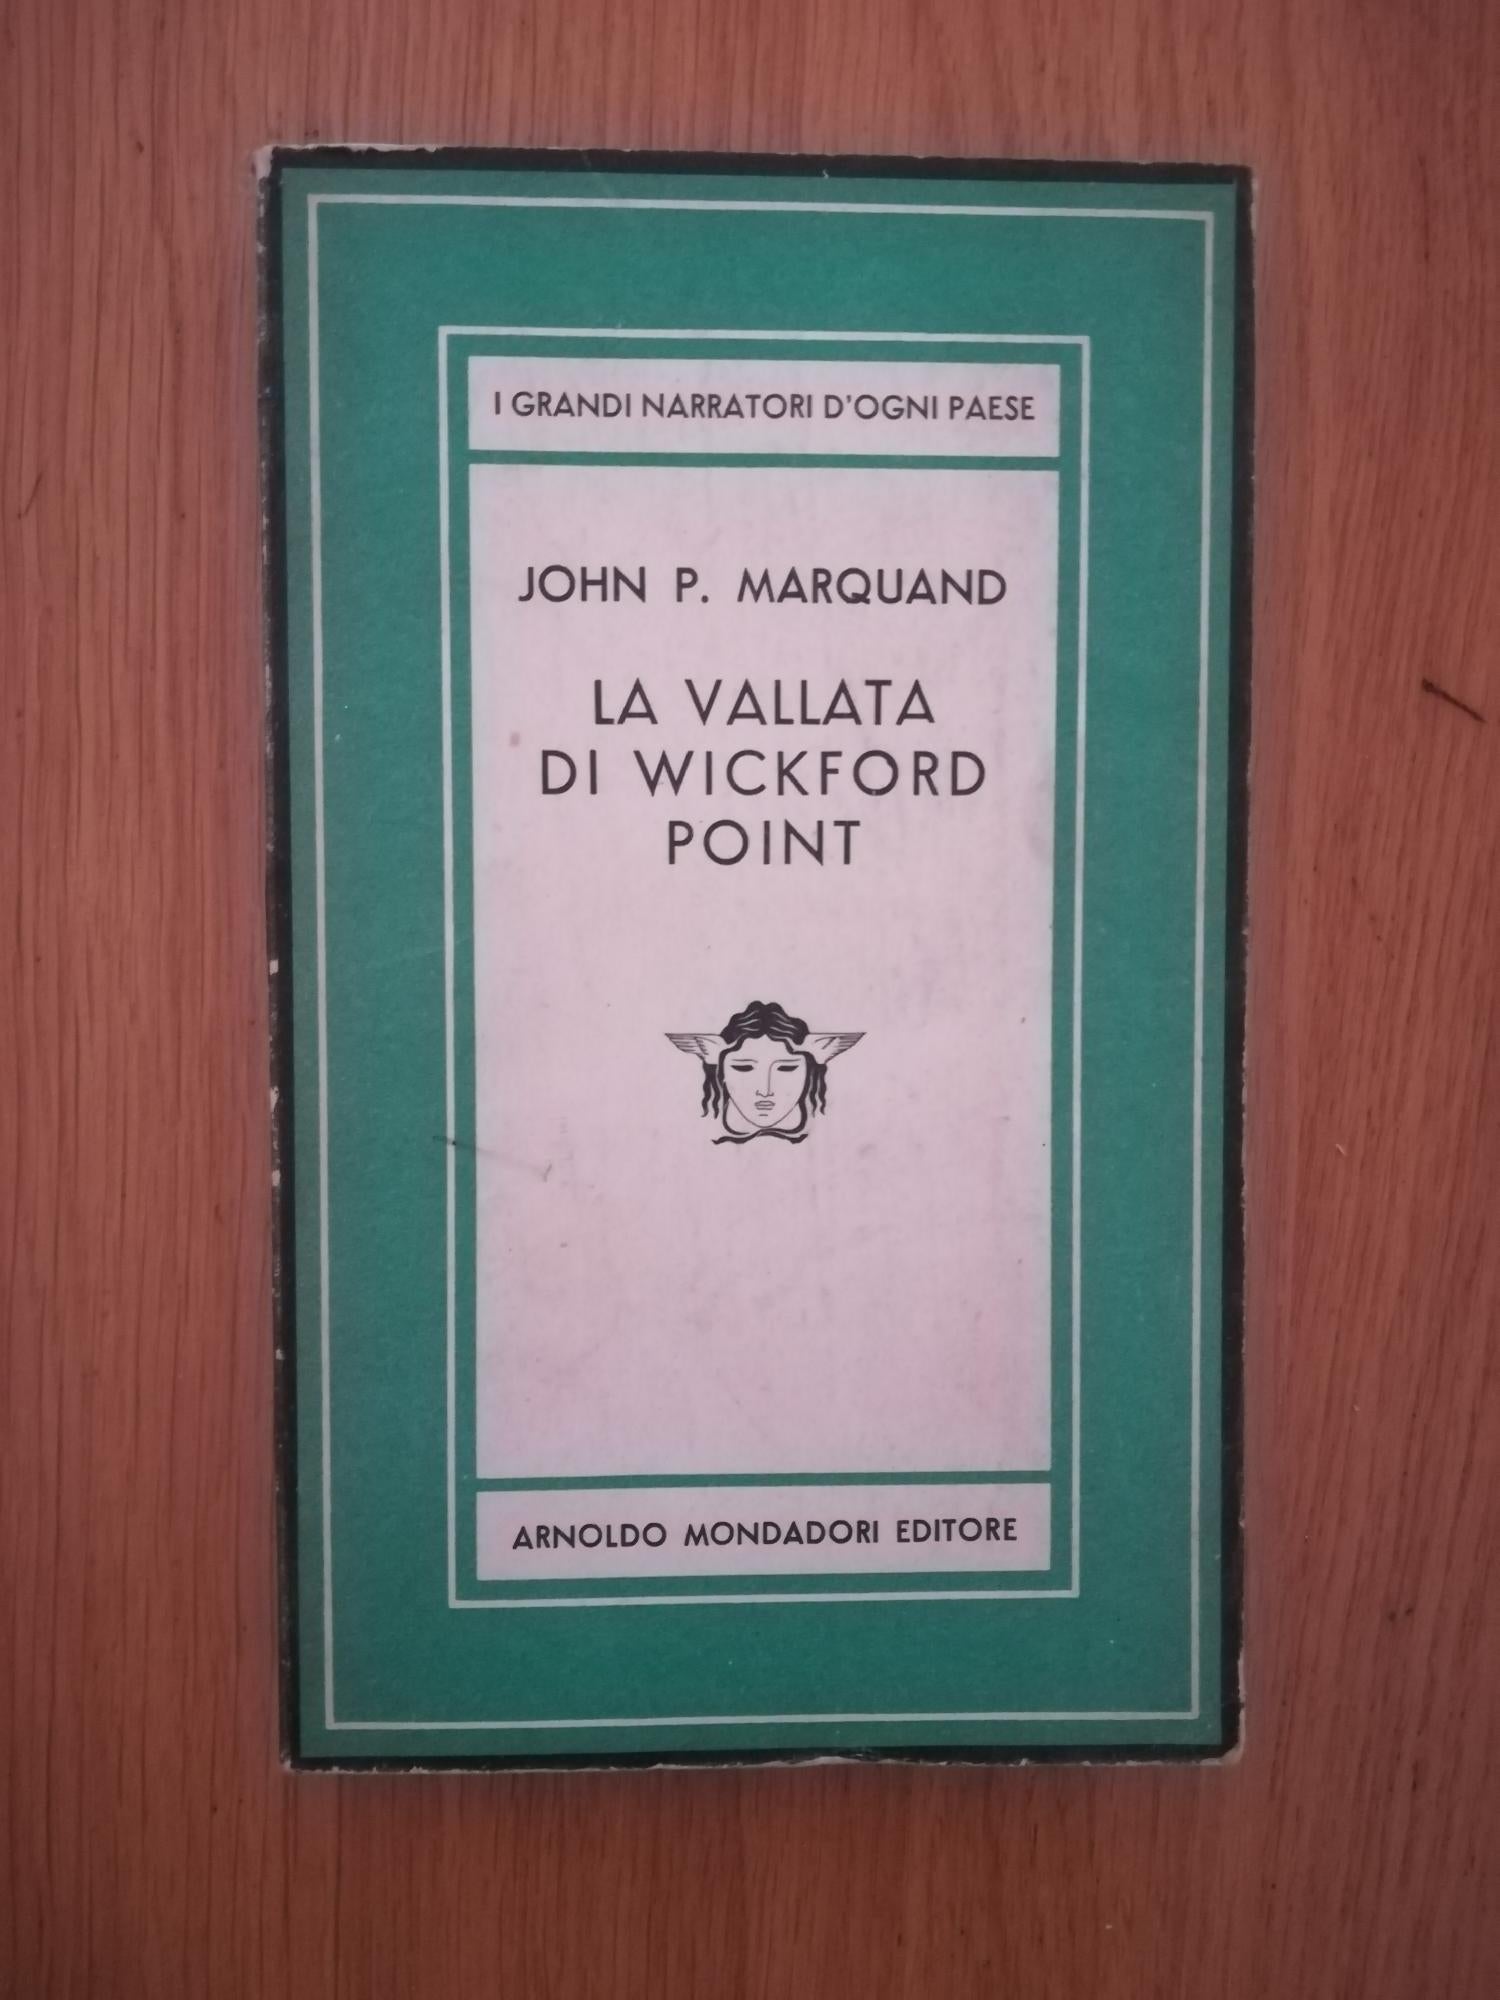 I GRANDI NARRATORI D'OGNI PAESE
JOHN P. MARQUAND
LA VALLATA
DI WICKFORD
POINT
ARNOLDO MONDADORI EDITORE